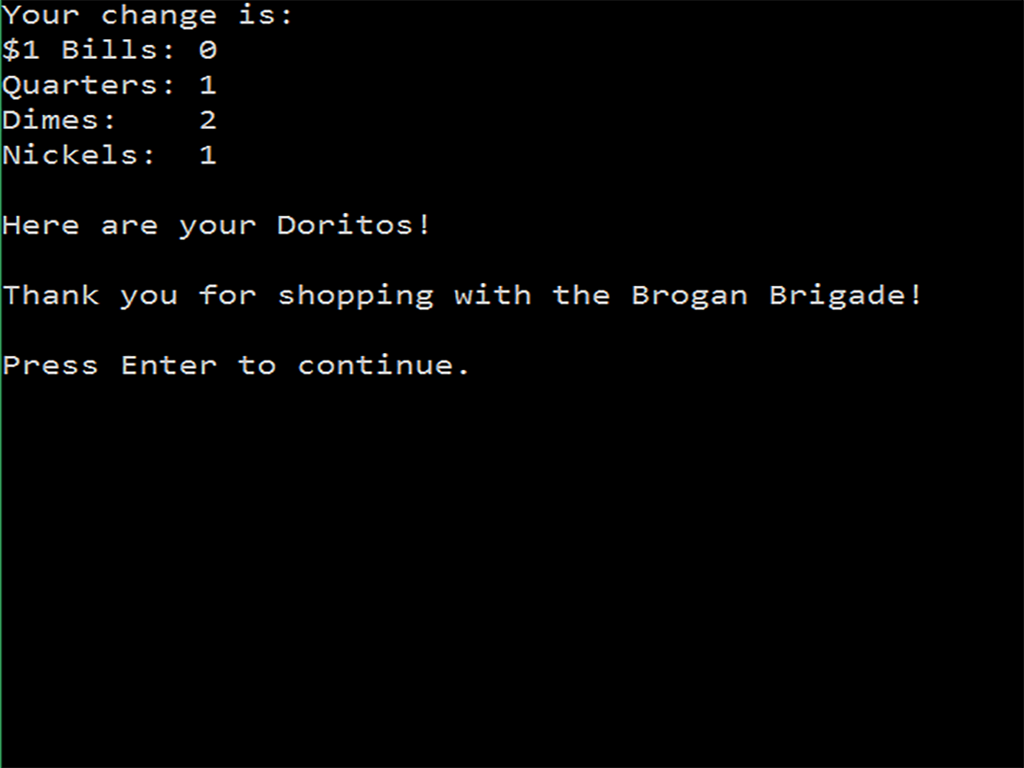 Your change is:
$1 Bills: 0
Quarters: 1
Dimes:    2
Nickels:  1
Here are your Doritos!
Thank you for shopping with the Brogan Brigade!
Press Enter to continue.